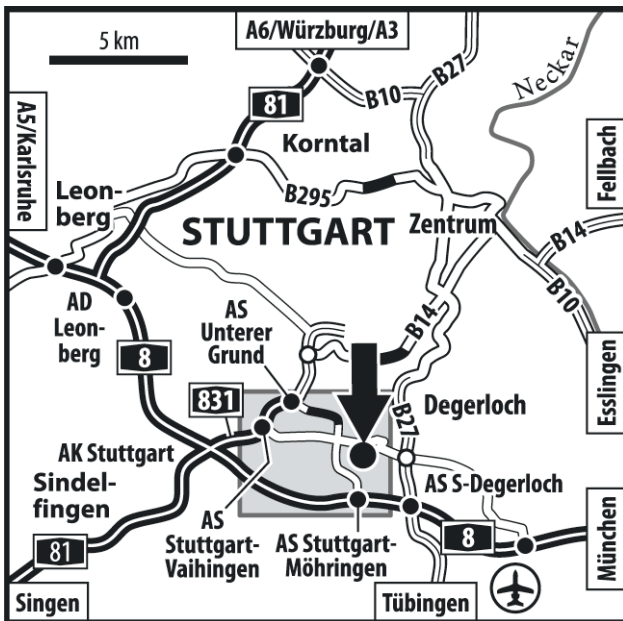 A6/Würzburg/A3
5 km
B10
B27
Neckar
81
A5/Karlsruhe
Korntal
Fellbach
Leon-
berg
B295
STUTTGART
Zentrum
B14
B10
AD
Leon-
berg
AS
Unterer
Grund
B14
8
831
Degerloch
B27
Esslingen
AK Stuttgart
Sindel-
fingen
AS S-Degerloch
AS
Stuttgart-
Vaihingen
AS Stuttgart-
Möhringen
8
München
81
Singen
Tübingen